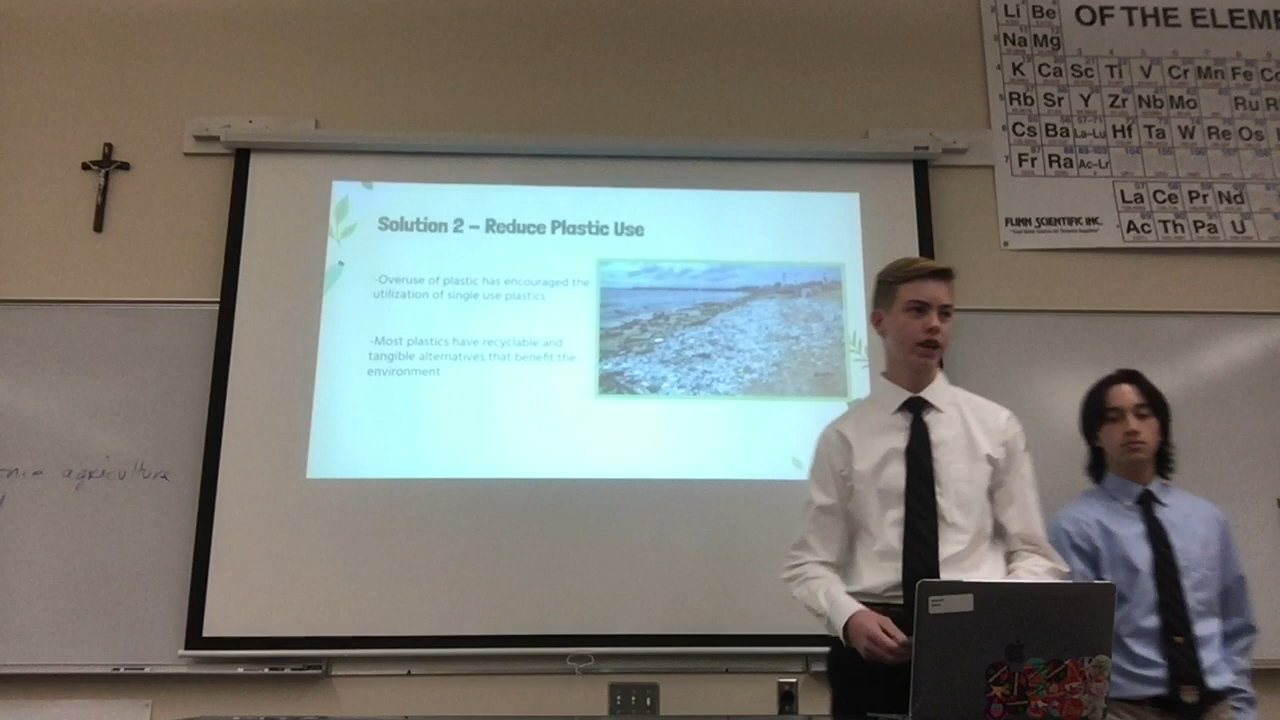 Solution 2 – Reduce Plastic Use
-Overuse of plastic has encouraged the
utilization of single use plastics
-Most plastics have recyclable and
tangible alternatives that benefit the
environment
agriculture
OF THE ELEM
Li Be
Na Mg
K Ca Sc Ti V Cr Mn Fe Co
Rb Sr Y Zr Nb Mo Ru R
Cs Ba La-Lu Hf Ta W Re Os
Fr Ra Ac-Lr
La Ce Pr Nd
Ac Th Pa U
FLINN SCIENTIFIC INC.